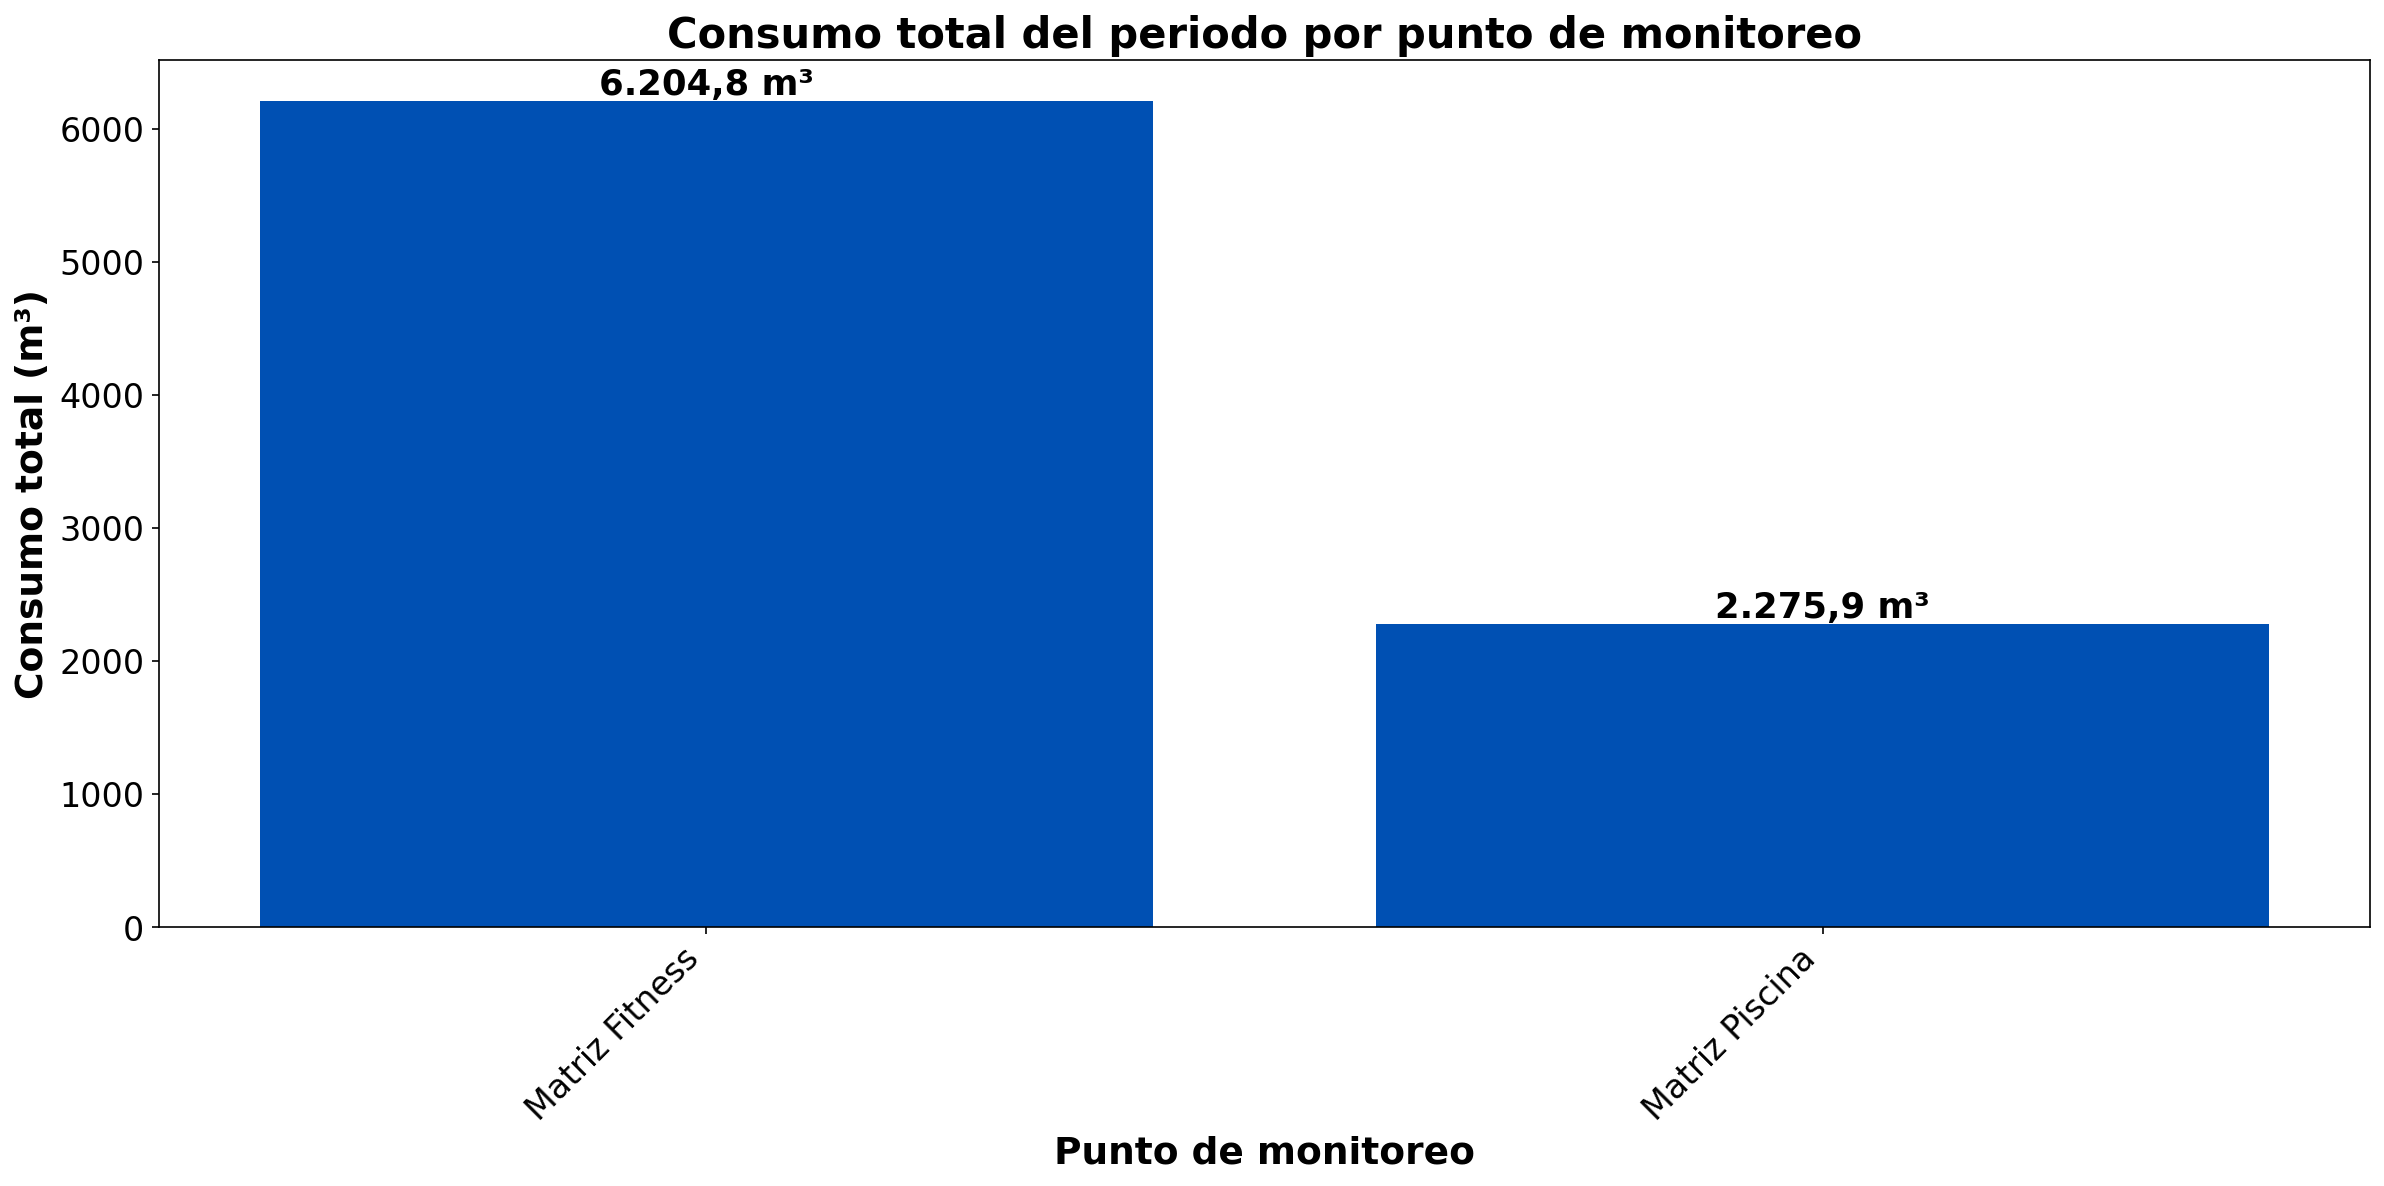 Consumo total del periodo por punto de monitoreo
6.204,8 m³
2.275,9 m³
Consumo total (m³)
6000
5000
4000
3000
2000
1000
0
Matriz Fitness
Matriz Piscina
Punto de monitoreo